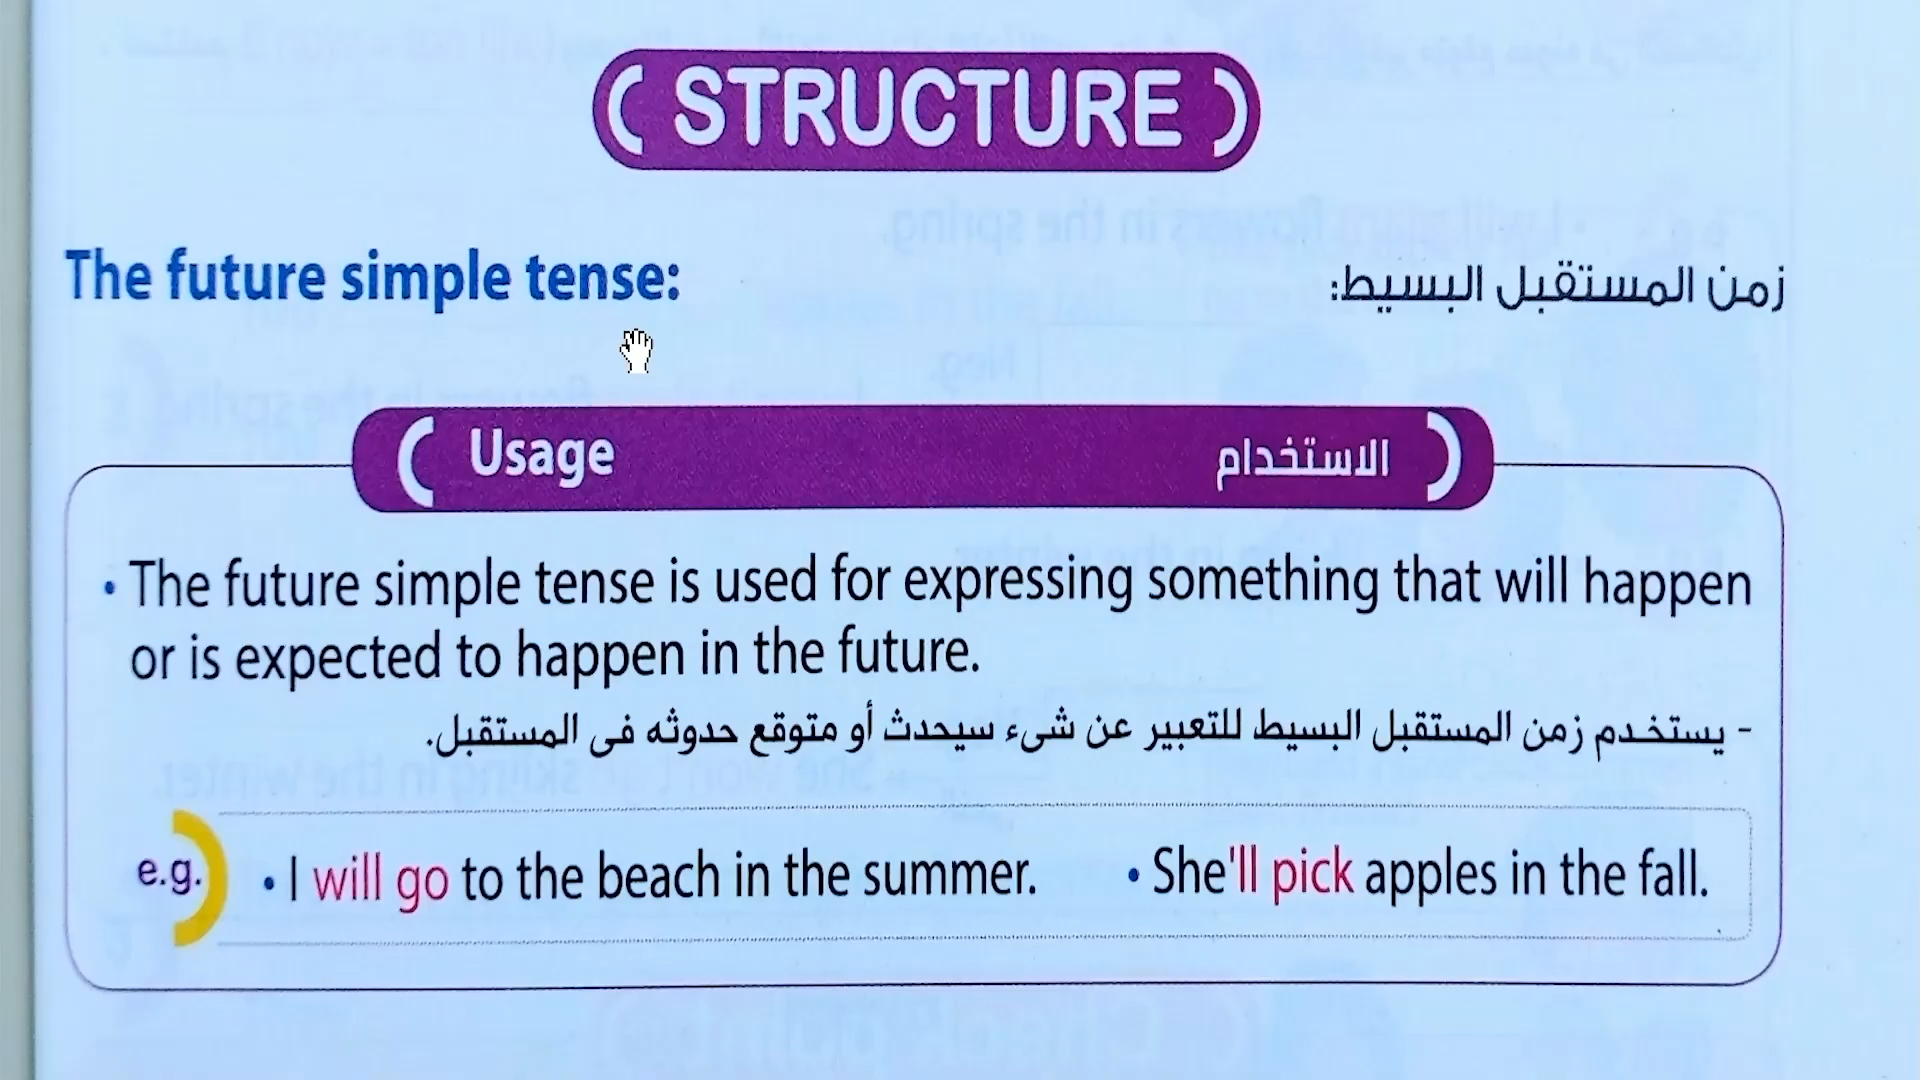 ( STRUCTURE )
The future simple tense:
زمن المستقبل البسيط:
( Usage
الاستخدام )
• The future simple tense is used for expressing something that will happen
or is expected to happen in the future.
- يستخدم زمن المستقبل البسيط للتعبير عن شىء سيحدث أو متوقع حدوثه فى المستقبل.
e.g.
• I will go to the beach in the summer.
• She'll pick apples in the fall.